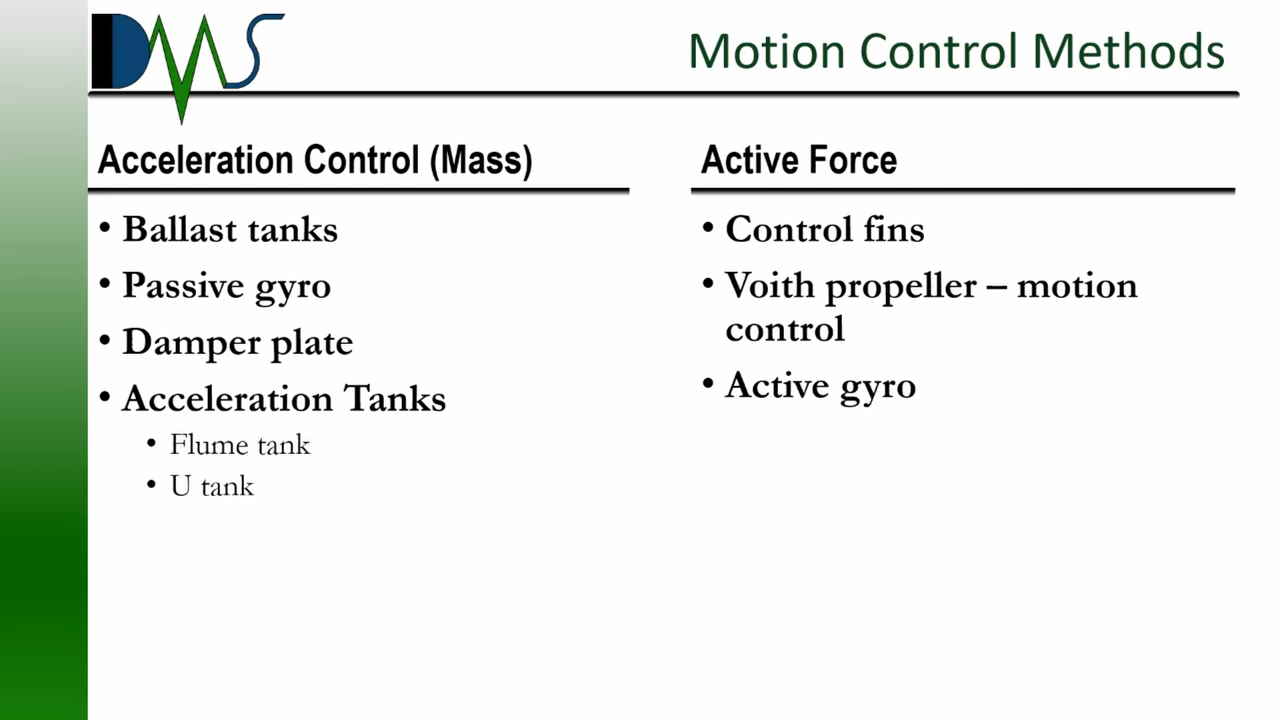 DMS
Motion Control Methods
Acceleration Control (Mass)
• Ballast tanks
• Passive gyro
• Damper plate
• Acceleration Tanks
• Flume tank
• U tank
Active Force
• Control fins
• Voith propeller – motion
control
• Active gyro